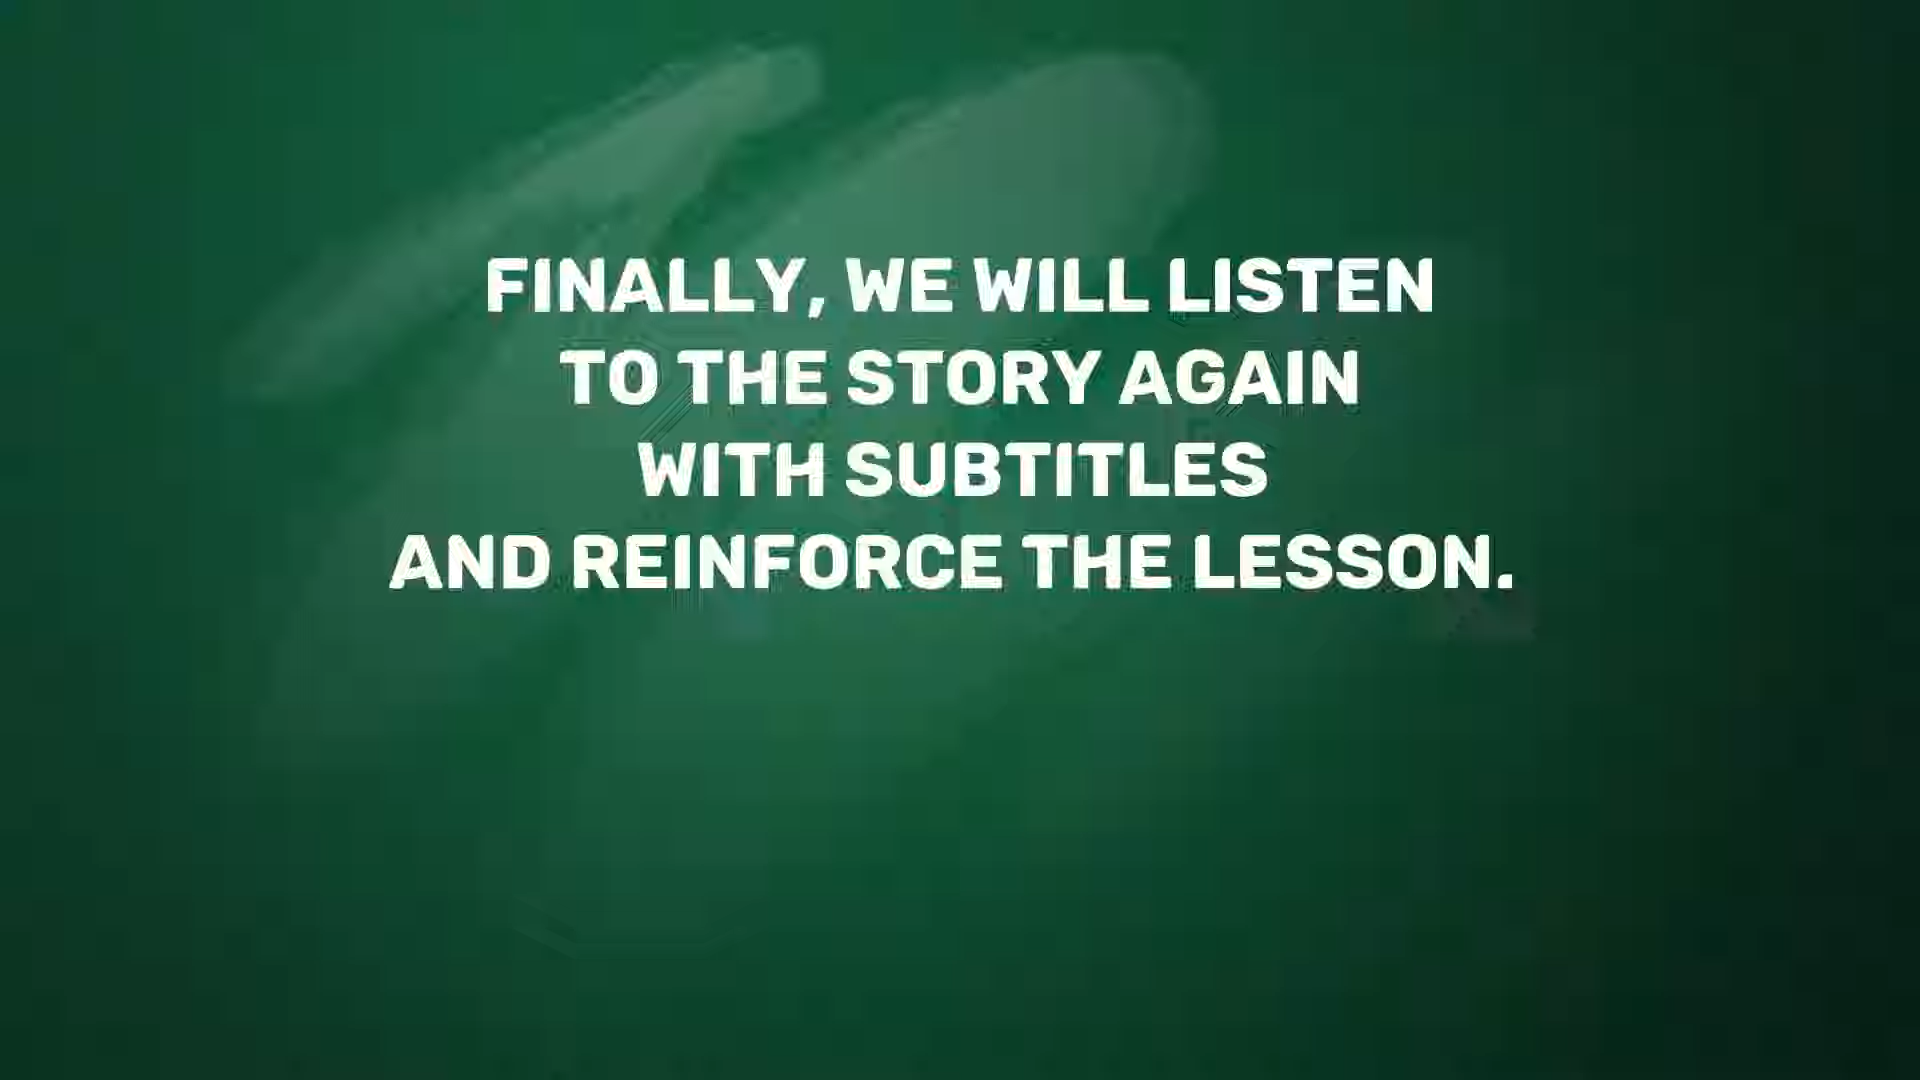 FINALLY, WE WILL LISTEN
TO THE STORY AGAIN
WITH SUBTITLES
AND REINFORCE THE LESSON.